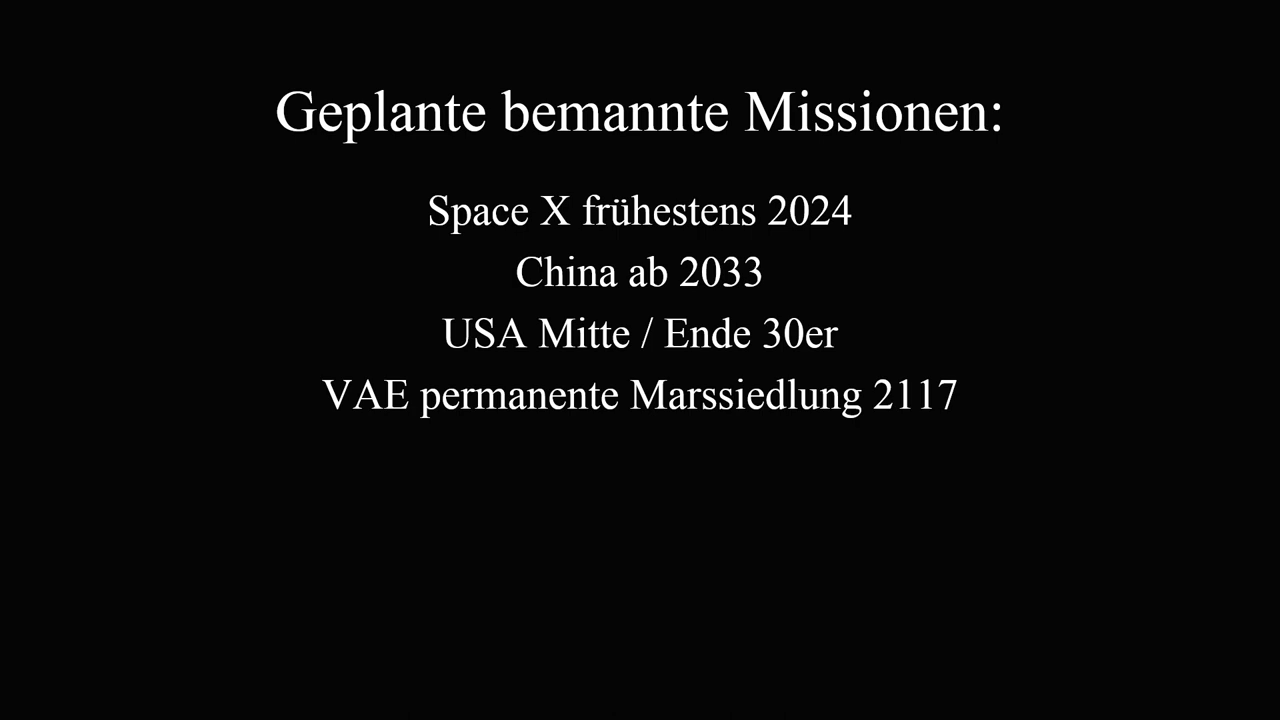 Geplante bemannte Missionen:
Space X frühestens 2024
China ab 2033
USA Mitte / Ende 30er
VAE permanente Marssiedlung 2117